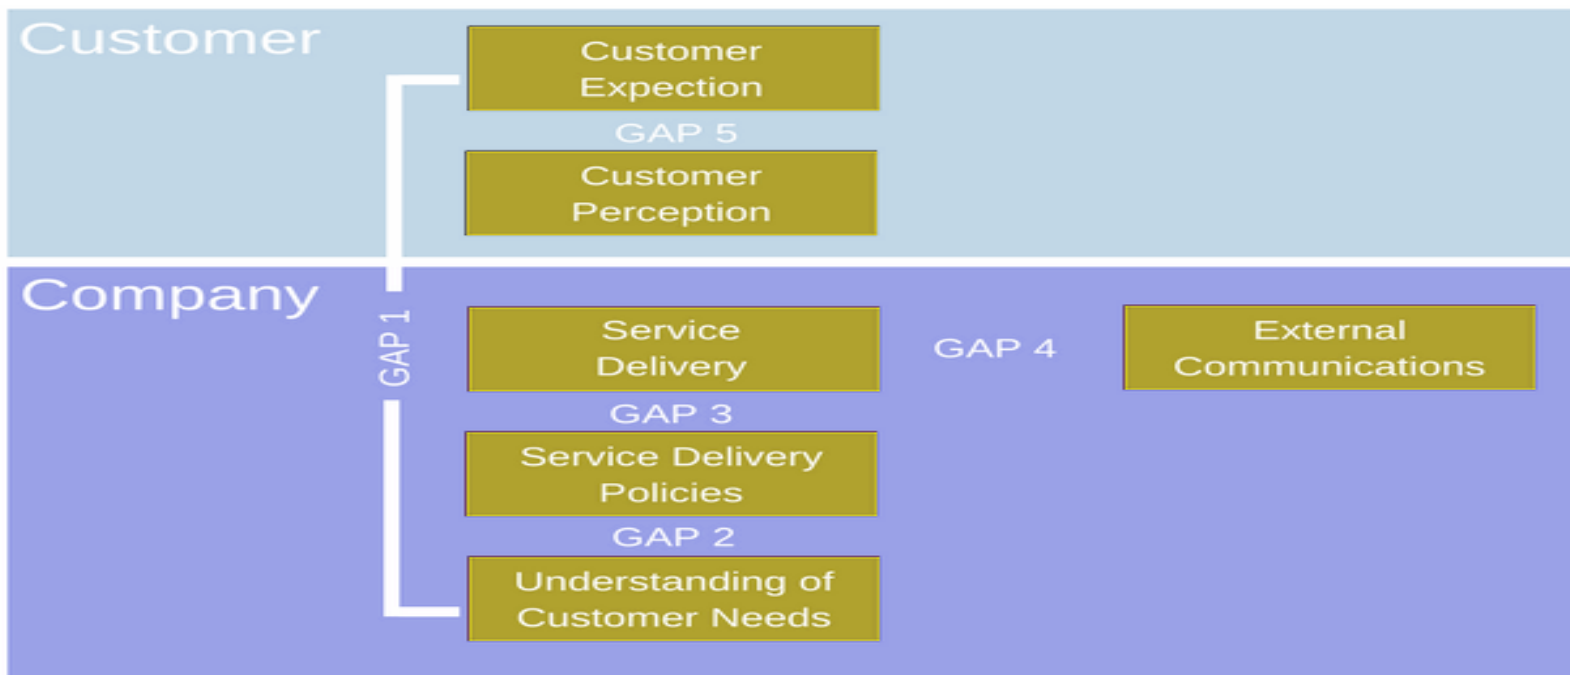 Customer
Customer
Expection
GAP 5
Customer
Perception
Company
GAP 1
Service
Delivery
GAP 4
External
Communications
GAP 3
Service Delivery
Policies
GAP 2
Understanding of
Customer Needs